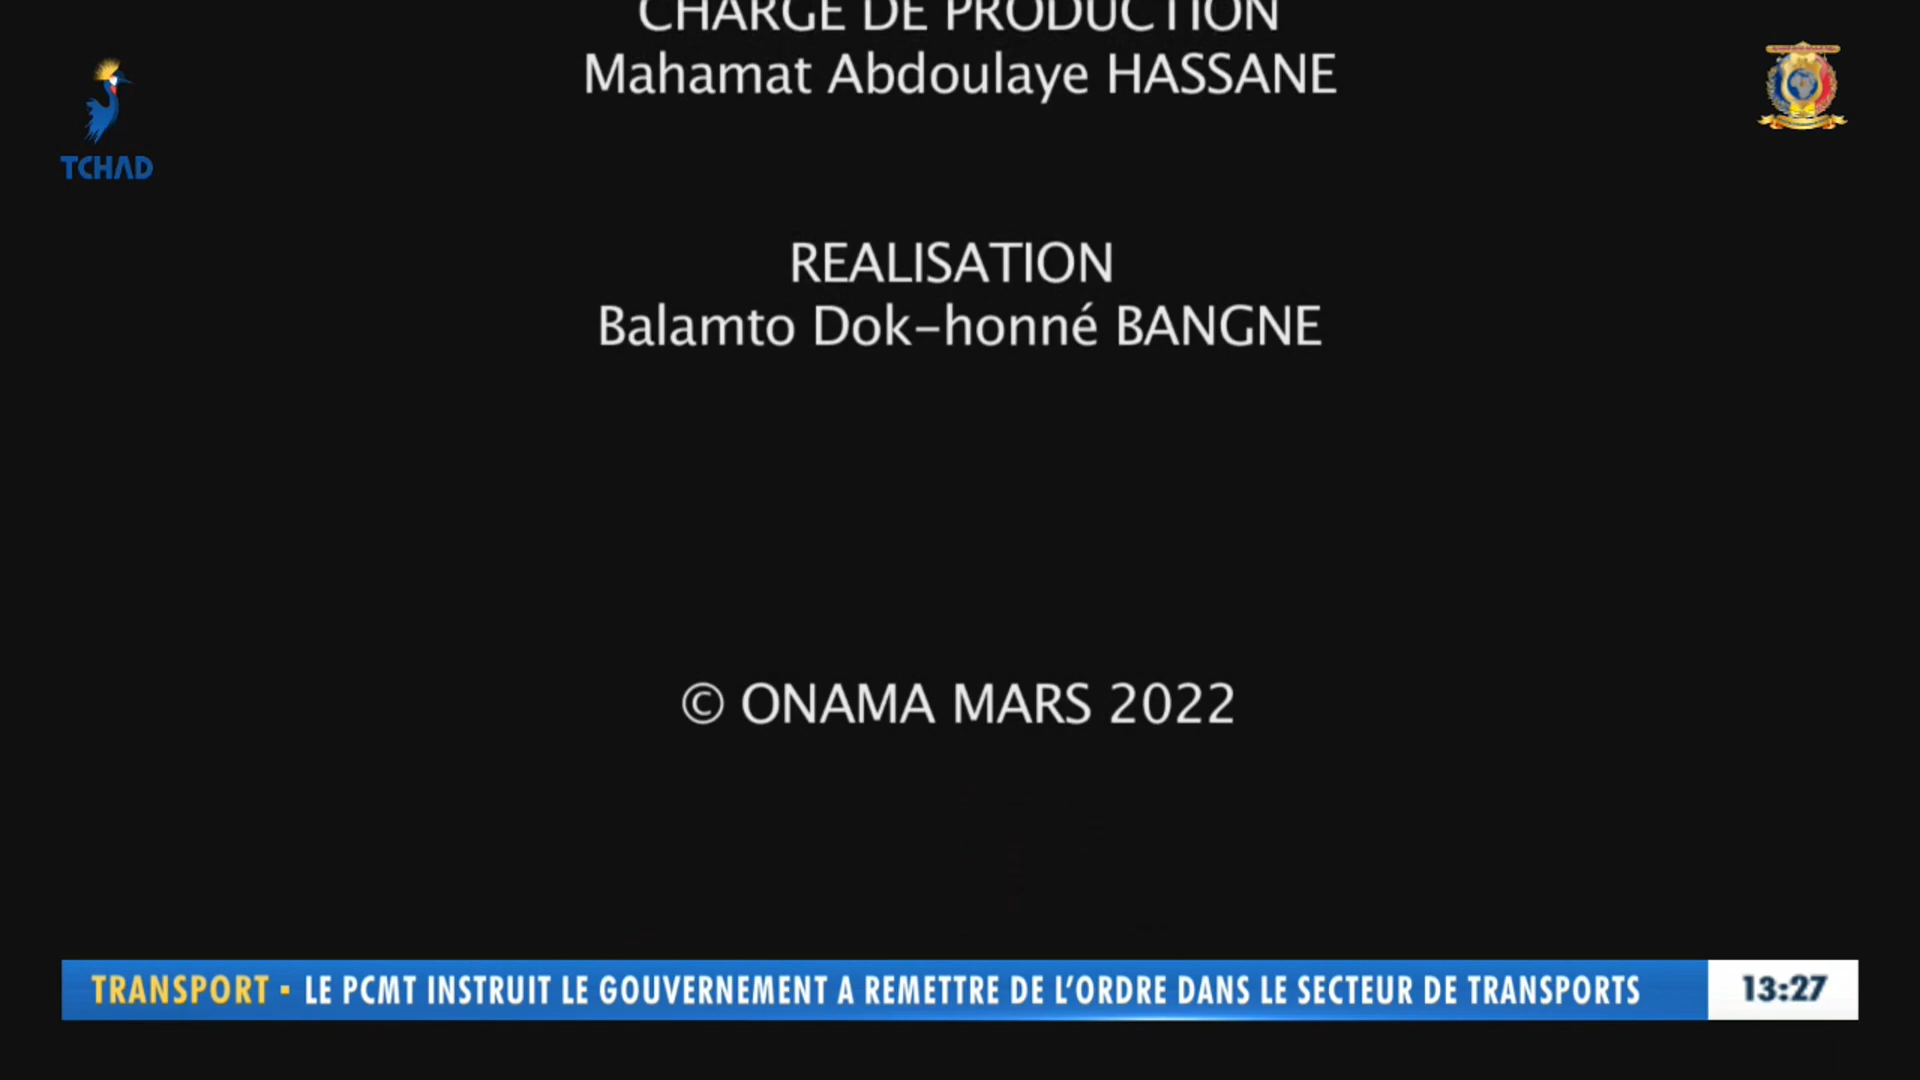 CHARGE DE PRODUCTION
Mahamat Abdoulaye HASSANE
TCHAD
REALISATION
Balamto Dok-honné BANGNE
© ONAMA MARS 2022
TRANSPORT · LE PCMT INSTRUIT LE GOUVERNEMENT A REMETTRE DE L'ORDRE DANS LE SECTEUR DE TRANSPORTS
13:27